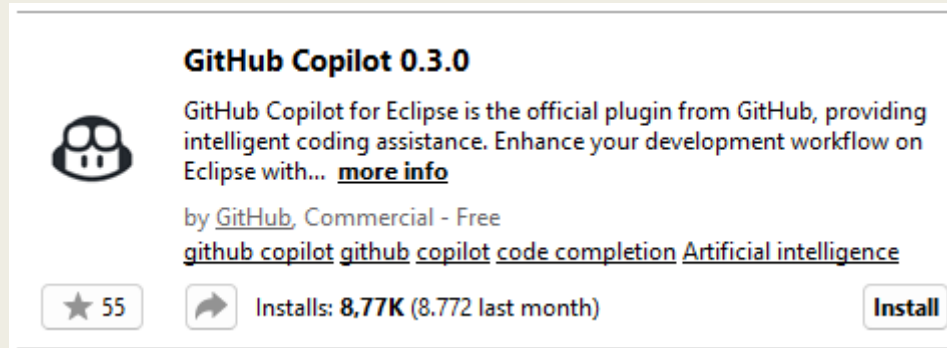 GitHub Copilot 0.3.0
GitHub Copilot for Eclipse is the official plugin from GitHub, providing
intelligent coding assistance. Enhance your development workflow on
Eclipse with... more info
by GitHub, Commercial - Free
github copilot github copilot code completion Artificial intelligence
55 Installs: 8,77K (8.772 last month) Install